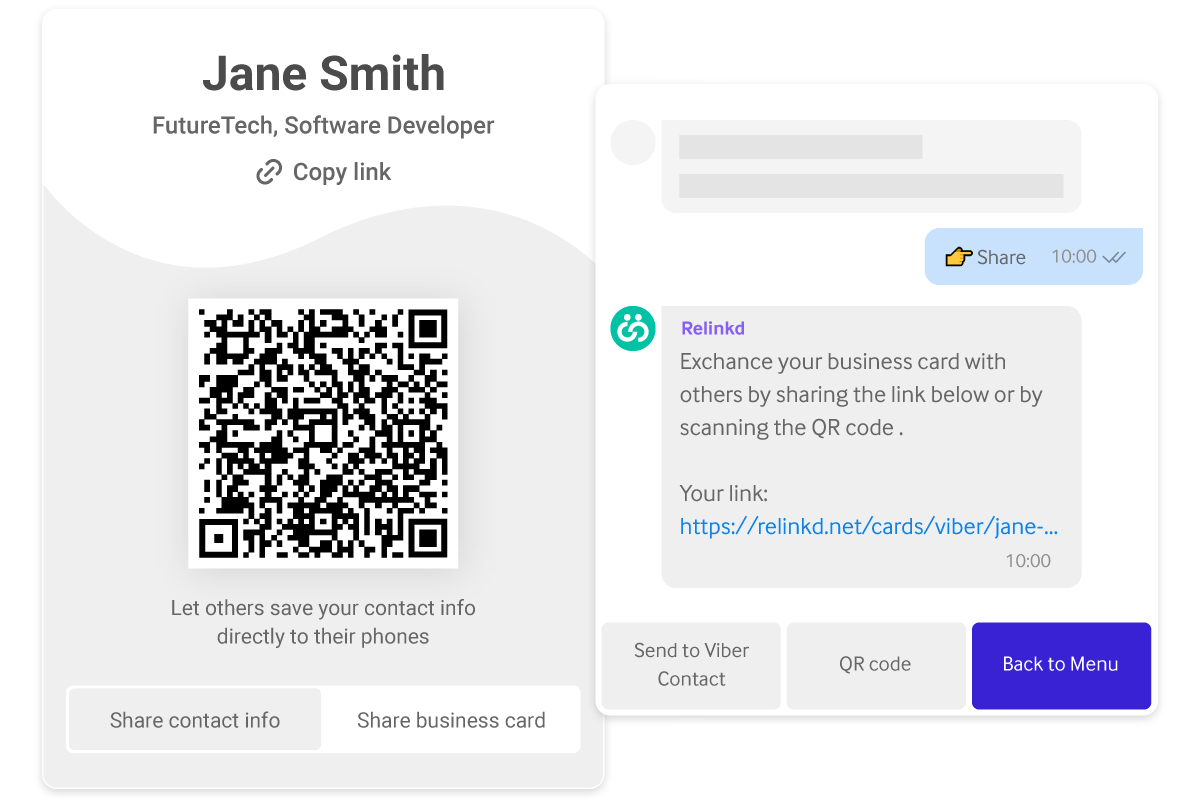 Jane Smith
FutureTech, Software Developer
Copy link
Let others save your contact info
directly to their phones
Share contact info
Share business card
👉 Share 10:00
Relinkd
Exchance your business card with
others by sharing the link below or by
scanning the QR code .
Your link:
https://relinkd.net/cards/viber/jane-...
10:00
Send to Viber
Contact
QR code
Back to Menu